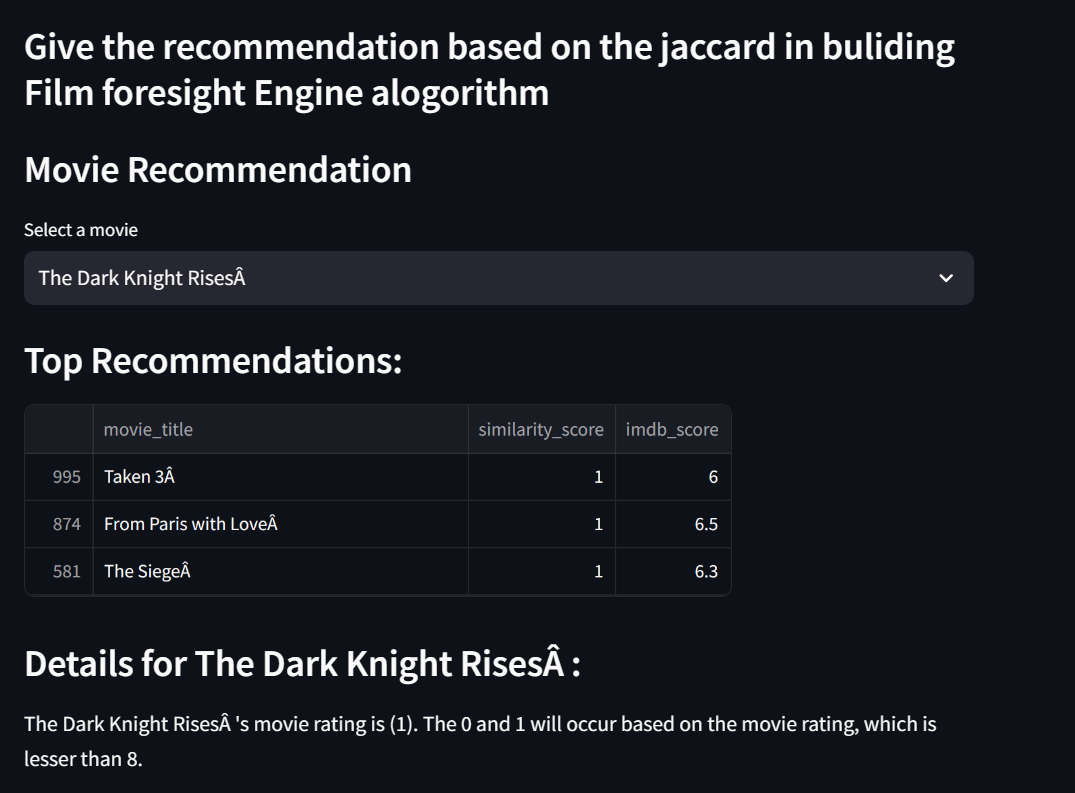 Give the recommendation based on the jaccard in buliding
Film foresight Engine alogorithm
Movie Recommendation
Select a movie
The Dark Knight RisesÂ
Top Recommendations:
movie_title similarity_score imdb_score
995 Taken 3Â 1 6
874 From Paris with LoveÂ 1 6.5
581 The SiegeÂ 1 6.3
Details for The Dark Knight RisesÂ :
The Dark Knight RisesÂ 's movie rating is (1). The 0 and 1 will occur based on the movie rating, which is
lesser than 8.